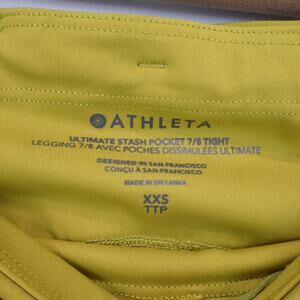 ATHLETA
ULTIMATE STASH POCKET 7/8 TIGHT
LEGGING 7/8 AVEC POCHES DISSIMULÉES ULTIMATE
DESIGNED IN SAN FRANCISCO
CONÇU À SAN FRANCISCO
MADE IN SRI LANKA
XXS
TTP